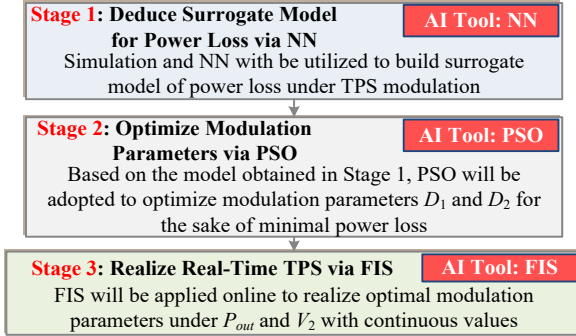 Stage 1: Deduce Surrogate Model
AI Tool: NN
for Power Loss via NN
Simulation and NN with be utilized to build surrogate
model of power loss under TPS modulation
Stage 2: Optimize Modulation
AI Tool: PSO
Parameters via PSO
Based on the model obtained in Stage 1, PSO will be
adopted to optimize modulation parameters D1 and D2 for
the sake of minimal power loss
Stage 3: Realize Real-Time TPS via FIS
AI Tool: FIS
FIS will be applied online to realize optimal modulation
parameters under Pout and V2 with continuous values